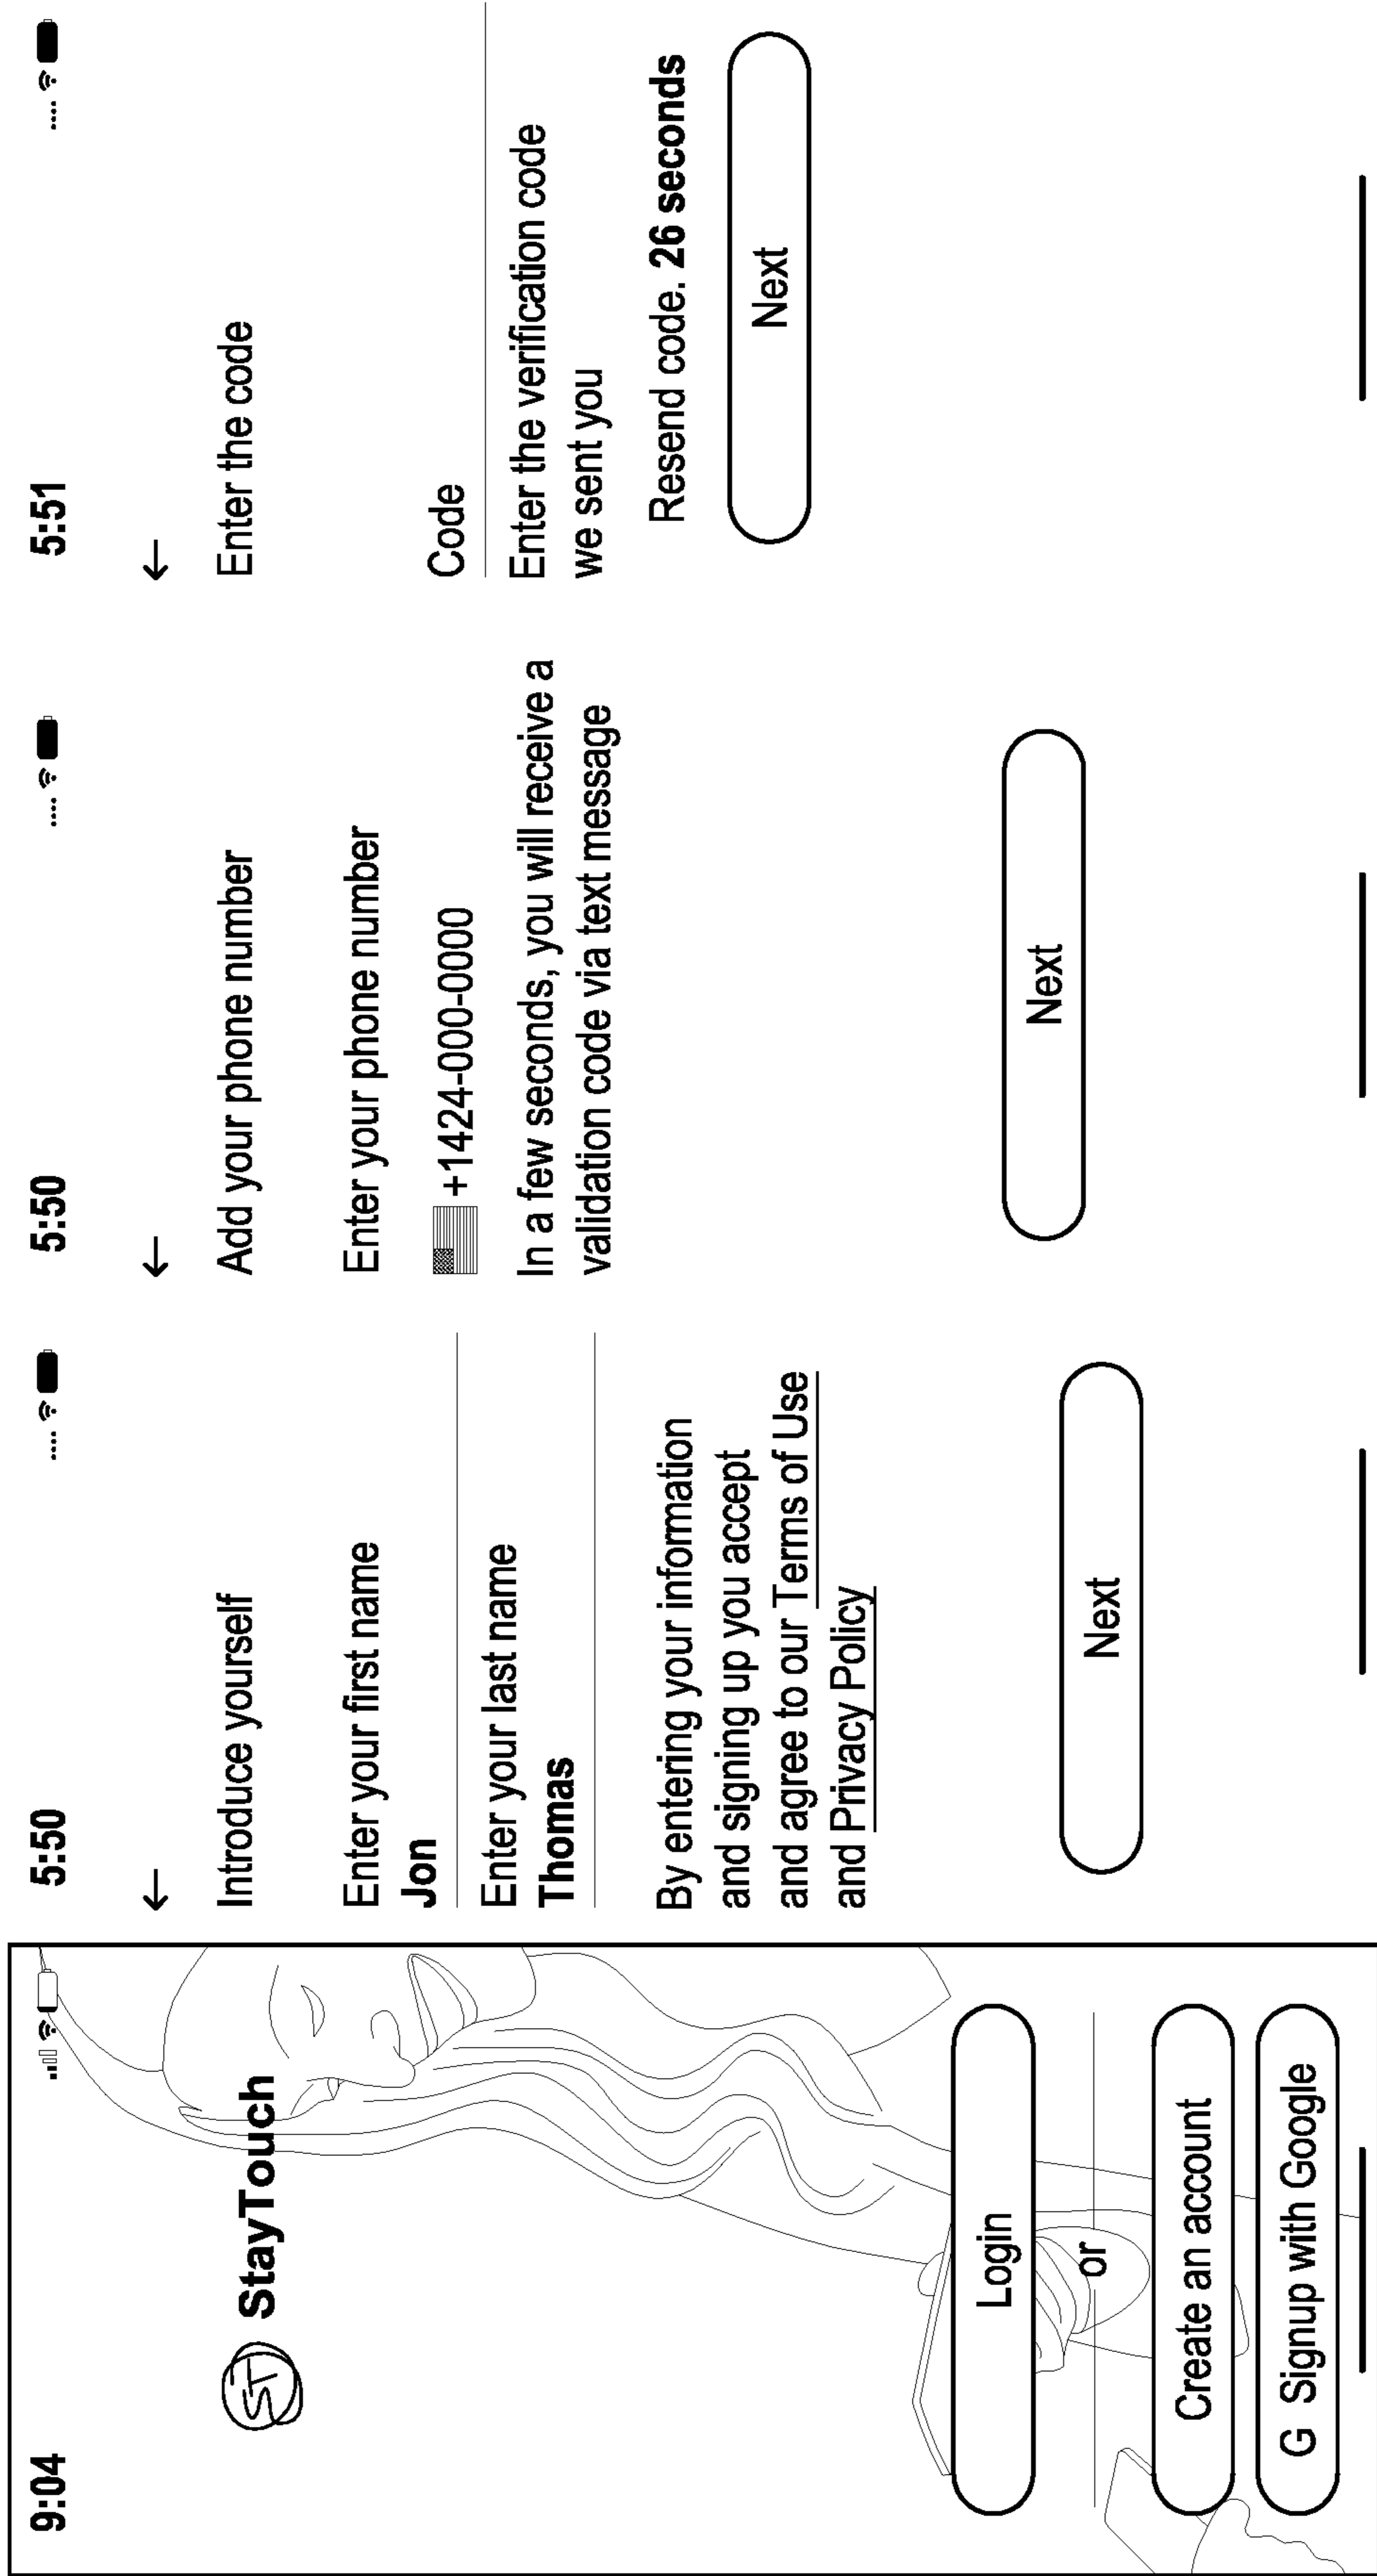 9:04
ST StayTouch
Login
or
Create an account
G Signup with Google
5:50
Introduce yourself
Enter your first name
Jon
Enter your last name
Thomas
By entering your information
and signing up you accept
and agree to our Terms of Use
and Privacy Policy
Next
5:50
Add your phone number
Enter your phone number
+1424-000-0000
In a few seconds, you will receive a
validation code via text message
Next
5:51
Enter the code
Code
Enter the verification code
we sent you
Resend code. 26 seconds
Next